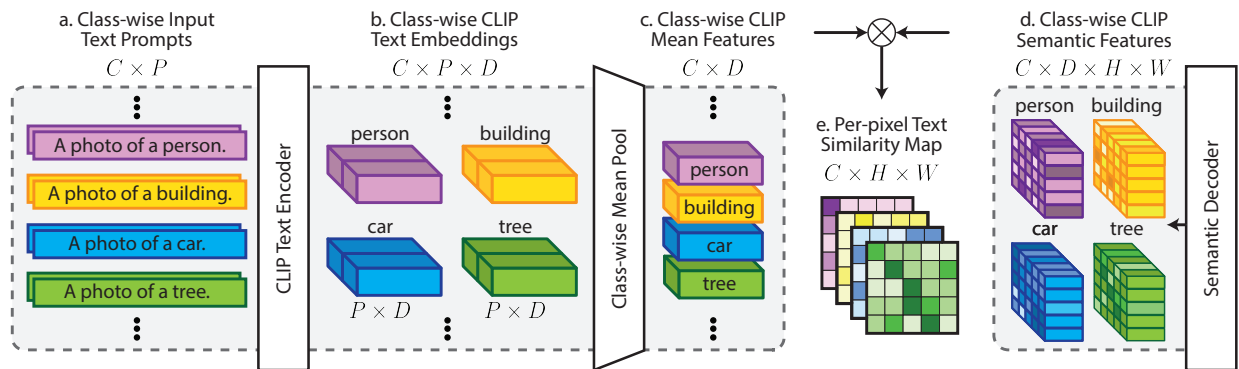 a. Class-wise Input
Text Prompts
C × P
A photo of a person.
A photo of a building.
A photo of a car.
A photo of a tree.
CLIP Text Encoder
b. Class-wise CLIP
Text Embeddings
C × P × D
person
building
car
tree
P × D
P × D
Class-wise Mean Pool
c. Class-wise CLIP
Mean Features
C × D
person
building
car
tree
e. Per-pixel Text
Similarity Map
C × H × W
d. Class-wise CLIP
Semantic Features
C × D × H × W
person
building
car
tree
Semantic Decoder